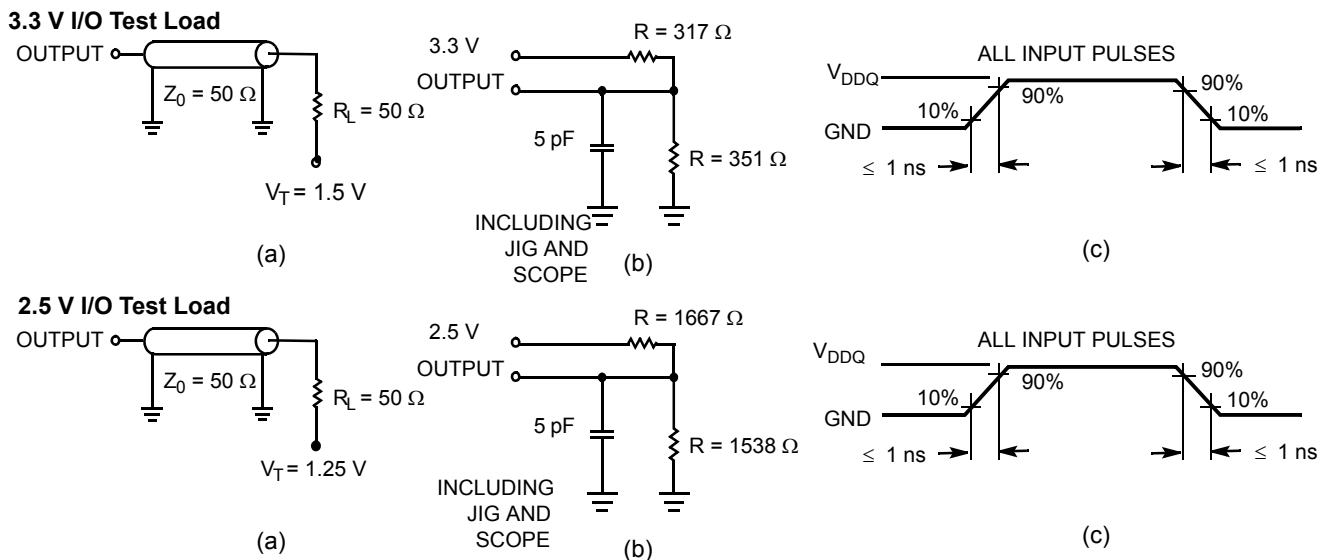 3.3 V I/O Test Load
OUTPUT
Z0 = 50 Ω
RL = 50 Ω
VT = 1.5 V
(a)
3.3 V
OUTPUT
R = 317 Ω
5 pF
R = 351 Ω
INCLUDING
JIG AND
SCOPE
(b)
ALL INPUT PULSES
VDDQ
GND
10%
90%
90%
10%
≤ 1 ns
≤ 1 ns
(c)
2.5 V I/O Test Load
OUTPUT
Z0 = 50 Ω
RL = 50 Ω
VT = 1.25 V
(a)
2.5 V
OUTPUT
R = 1667 Ω
5 pF
R = 1538 Ω
INCLUDING
JIG AND
SCOPE
(b)
ALL INPUT PULSES
VDDQ
GND
10%
90%
90%
10%
≤ 1 ns
≤ 1 ns
(c)